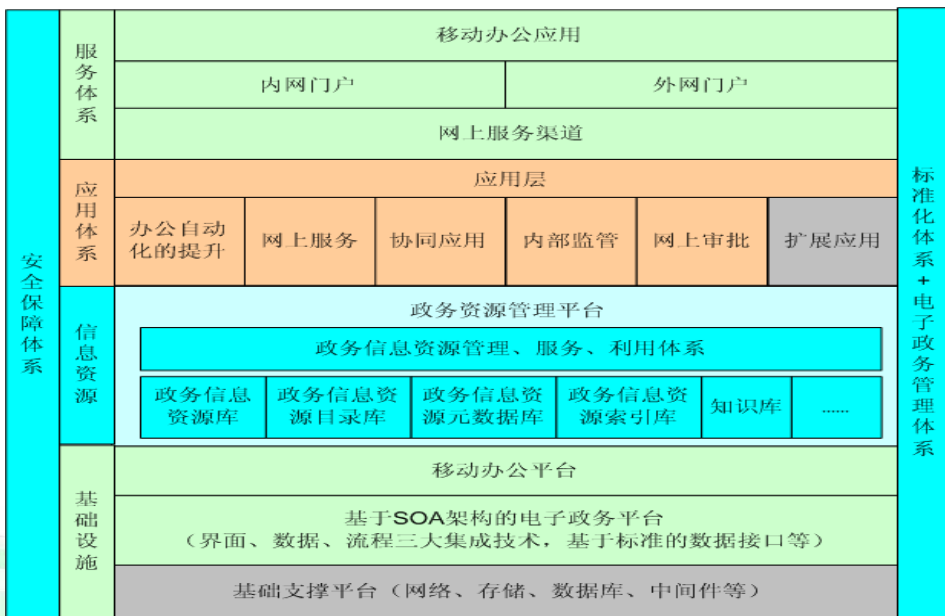 安全保障体系
服务体系
移动办公应用
内网门户
外网门户
网上服务渠道
应用体系
应用层
办公自动
化的提升
网上服务
协同应用
内部监管
网上审批
扩展应用
信息资源
政务资源管理平台
政务信息资源管理、服务、利用体系
政务信息
资源库
政务信息资
源目录库
政务信息资
源元数据库
政务信息资
源索引库
知识库
......
基础设施
移动办公平台
基于SOA架构的电子政务平台
（界面、数据、流程三大集成技术，基于标准的数据接口等）
基础支撑平台（网络、存储、数据库、中间件等）
标准化体系+电子政务管理体系